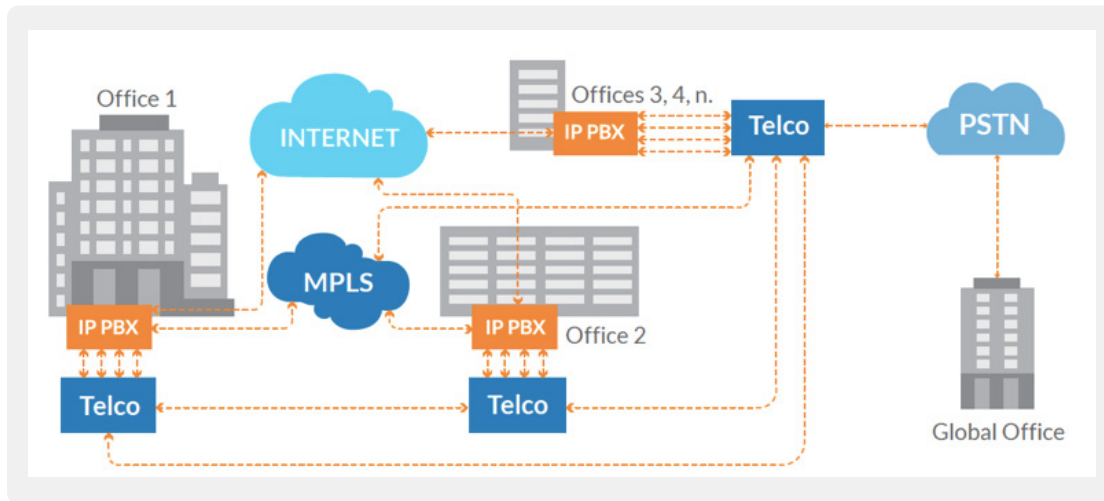 Office 1
INTERNET
Offices 3, 4, n.
IP PBX
Telco
PSTN
MPLS
IP PBX
IP PBX
Office 2
Telco
Telco
Global Office